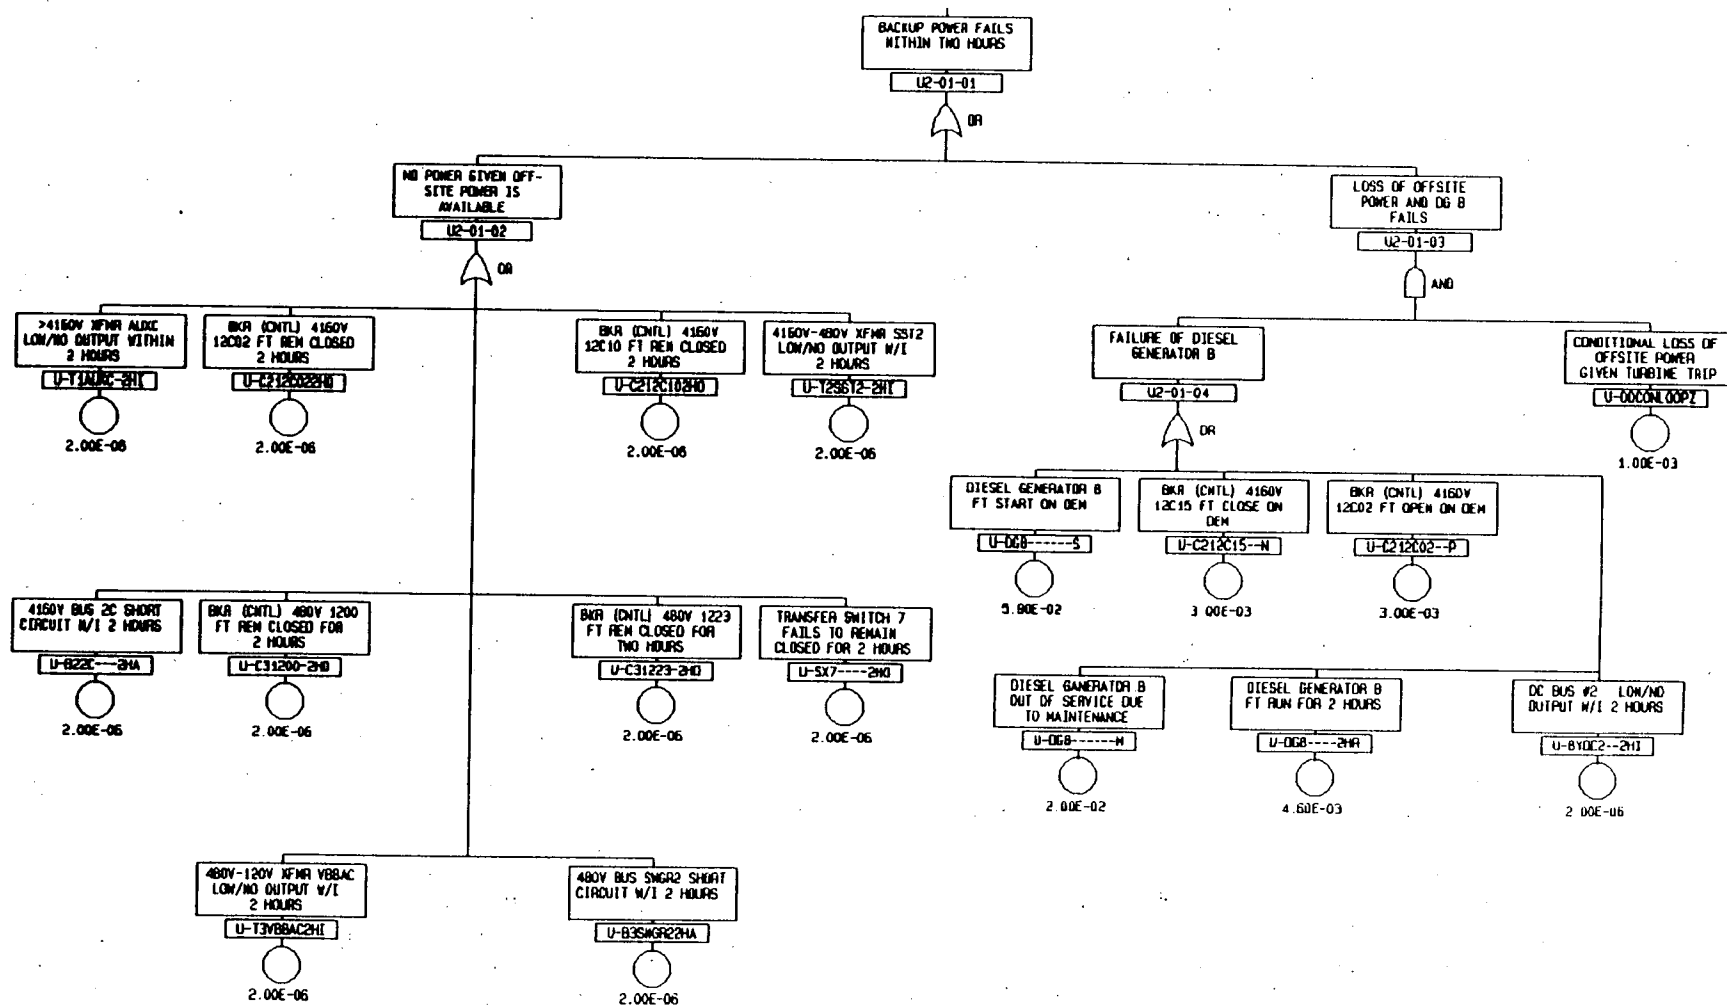 BACKUP POWER FAILS
WITHIN TWO HOURS
U2-01-01
OR
NO POWER GIVEN OFF-
SITE POWER IS
AVAILABLE
U2-01-02
OR
LOSS OF OFFSITE
POWER AND DG B
FAILS
U2-01-03
AND
>4160V XFMR AUXC
LOW/NO OUTPUT WITHIN
2 HOURS
2.00E-06
BKR (CNTL) 4160V
12C02 FT REM CLOSED
2 HOURS
U-C212C022HO
2.00E-06
BKR (CNTL) 4160V
12C10 FT REM CLOSED
2 HOURS
U-C212C102HO
2.00E-06
4160V-480V XFMR SST2
LOW/NO OUTPUT W/I
2 HOURS
2.00E-06
FAILURE OF DIESEL
GENERATOR B
U2-01-04
OR
CONDITIONAL LOSS OF
OFFSITE POWER
GIVEN TURBINE TRIP
1.00E-03
DIESEL GENERATOR B
FT START ON DEM
U-DGB------S
BKR (CNTL) 4160V
12C15 FT CLOSE ON
DEM
U-C212C15--N
3.00E-03
BKR (CNTL) 4160V
12C02 FT OPEN ON DEM
U-C212C02--P
3.00E-03
4160V BUS 2C SHORT
CIRCUIT W/I 2 HOURS
U-B22C---2HA
2.00E-06
BKR (CNTL) 480V 1200
FT REM CLOSED FOR
2 HOURS
U-C31200-2HO
2.00E-06
BKR (CNTL) 480V 1223
FT REM CLOSED FOR
TWO HOURS
U-C31223-2HO
2.00E-06
TRANSFER SWITCH 7
FAILS TO REMAIN
CLOSED FOR 2 HOURS
U-SX7----2HO
2.00E-06
DIESEL GANERATOR B
OUT OF SERVICE DUE
TO MAINTENANCE
U-DGB------M
2.00E-02
DIESEL GENERATOR B
FT RUN FOR 2 HOURS
U-DGB----2HA
4.60E-03
DC BUS #2 LOW/NO
OUTPUT W/I 2 HOURS
U-BYDC2--2HI
2.00E-06
480V-120V XFMR VBBAC
LOW/NO OUTPUT W/I
2 HOURS
U-T3VBBAC2HI
2.00E-06
480V BUS SWGR2 SHORT
CIRCUIT W/I 2 HOURS
U-B3SWGR22HA
2.00E-06